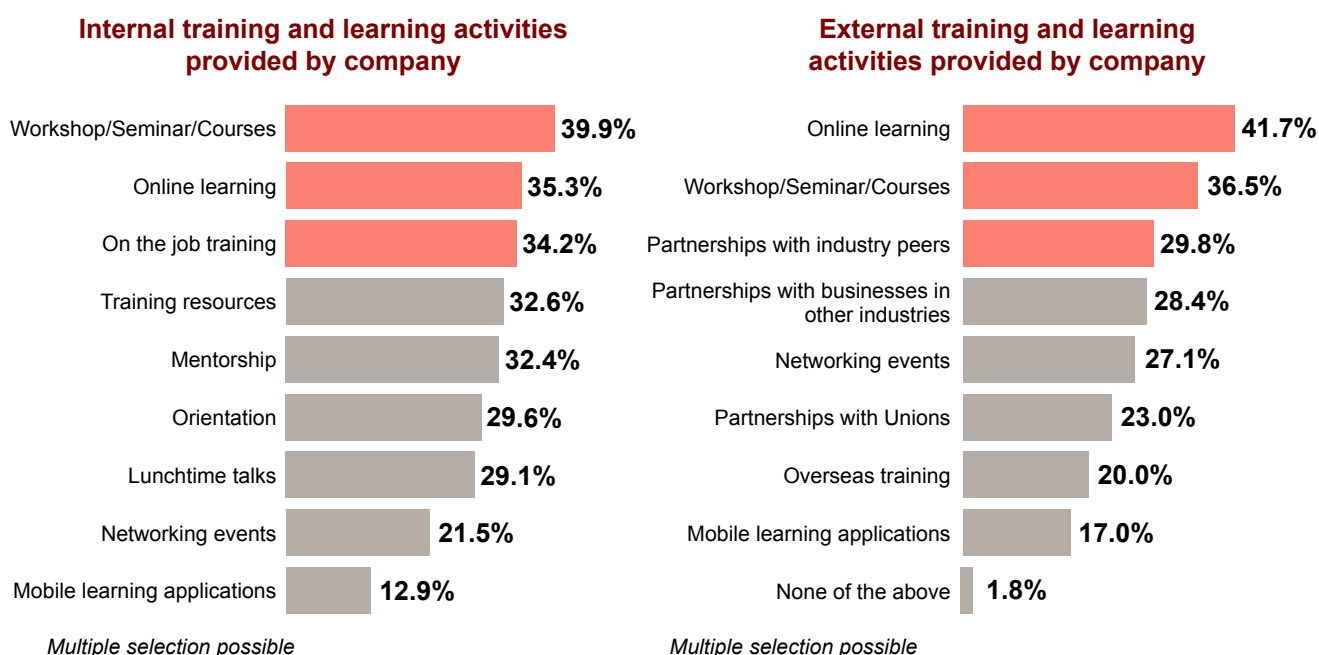 Internal training and learning activities
provided by company
Workshop/Seminar/Courses 39.9%
Online learning 35.3%
On the job training 34.2%
Training resources 32.6%
Mentorship 32.4%
Orientation 29.6%
Lunchtime talks 29.1%
Networking events 21.5%
Mobile learning applications 12.9%
Multiple selection possible
External training and learning
activities provided by company
Online learning 41.7%
Workshop/Seminar/Courses 36.5%
Partnerships with industry peers 29.8%
Partnerships with businesses in
other industries 28.4%
Networking events 27.1%
Partnerships with Unions 23.0%
Overseas training 20.0%
Mobile learning applications 17.0%
None of the above 1.8%
Multiple selection possible